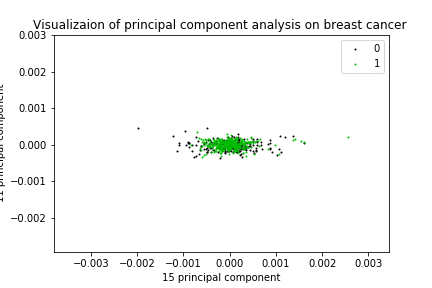 Visualizaion of principal component analysis on breast cancer
0.003
0.002
0.001
0.000
−0.001
−0.002
principal component
0
1
−0.003 −0.002 −0.001 0.000 0.001 0.002 0.003
15 principal component